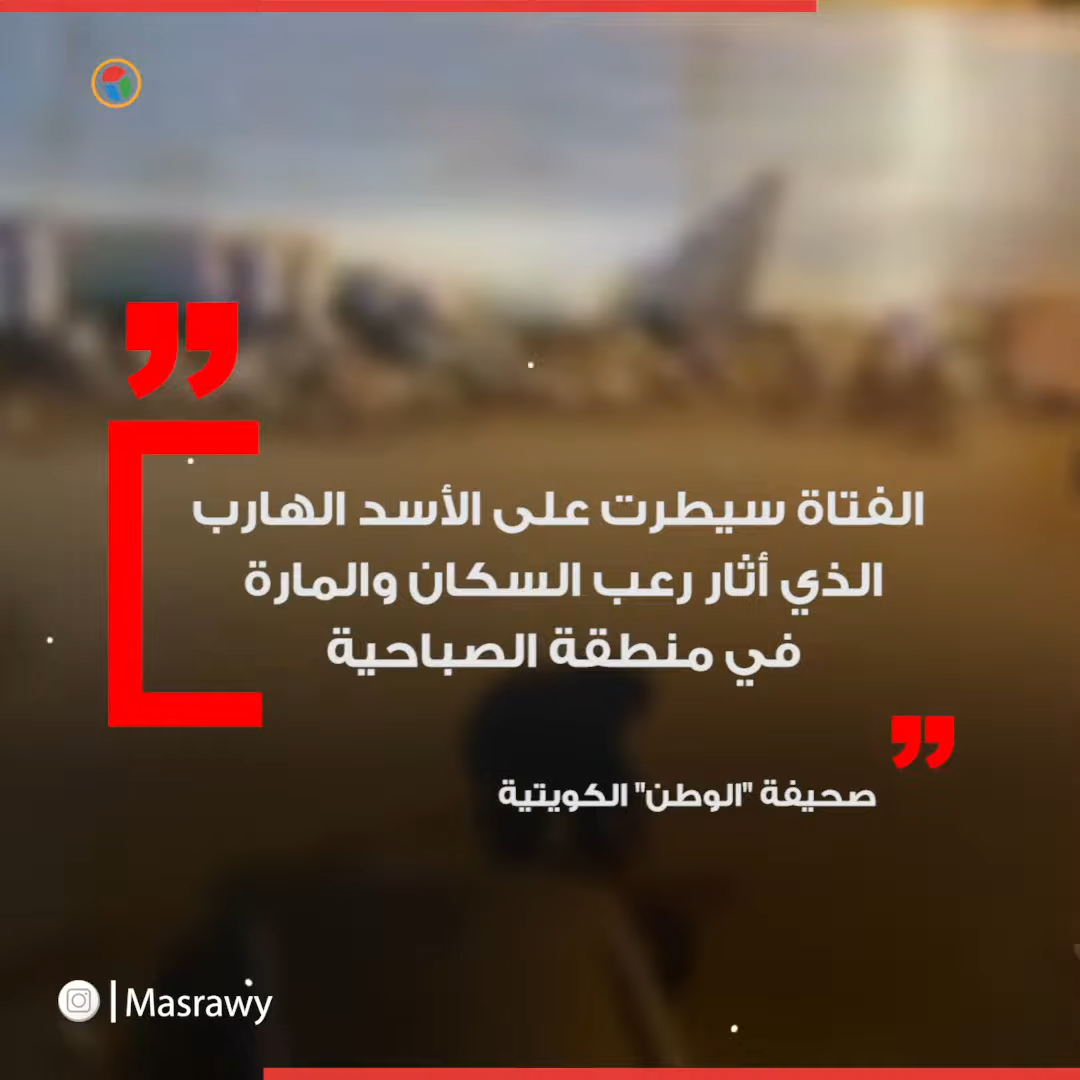 الفتاة سيطرت على الأسد الهارب
الذي أثار رعب السكان والمارة
في منطقة الصباحية
صحيفة "الوطن" الكويتية
Masrawy